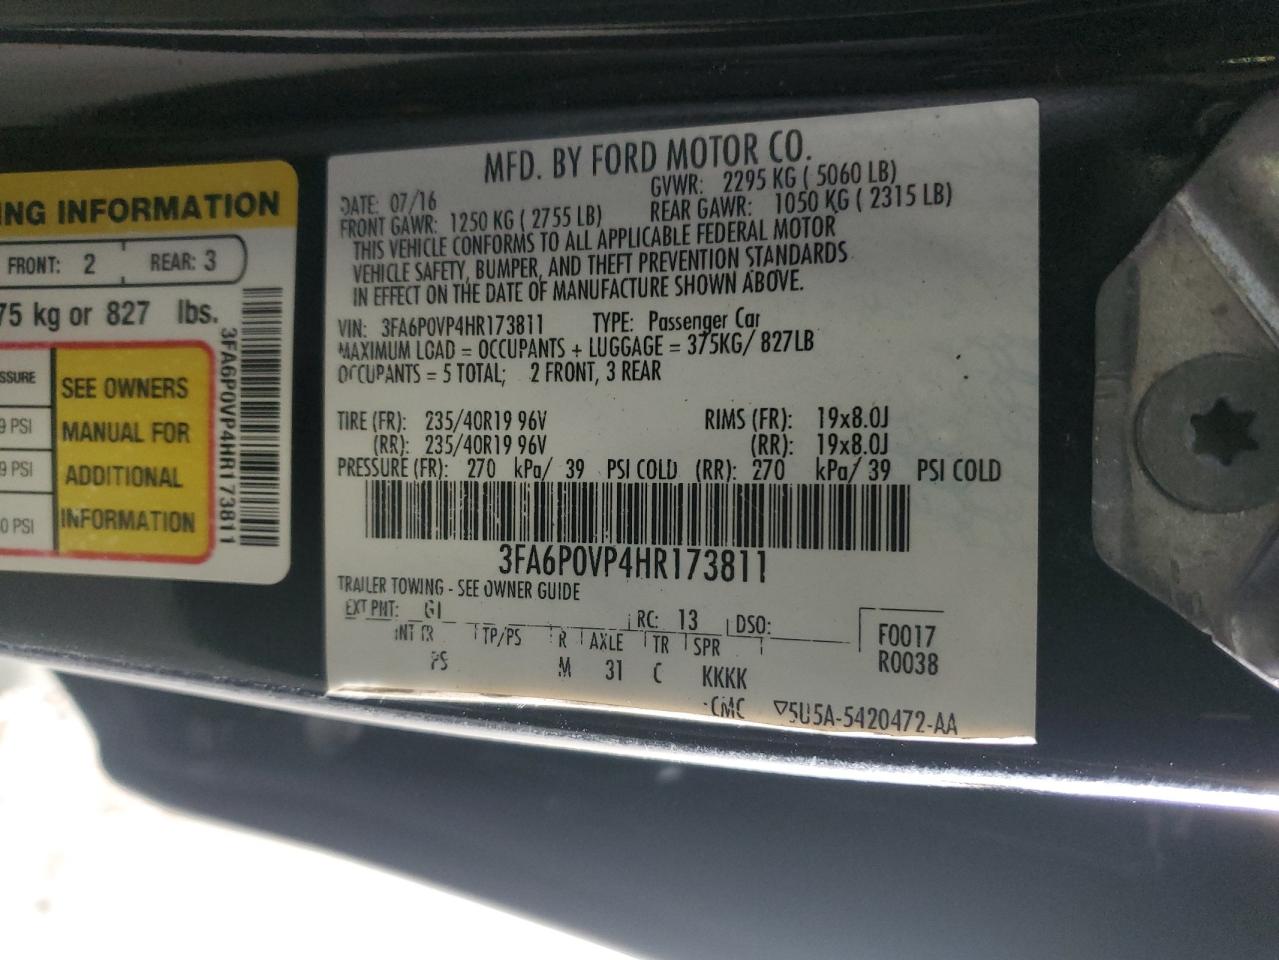 NG INFORMATION
FRONT: 2 REAR: 3
75 kg or 827 lbs.
SSURE
9 PSI
9 PSI
0 PSI
SEE OWNERS
MANUAL FOR
ADDITIONAL
INFORMATION
3FA6P0VP4HR173811
MFD. BY FORD MOTOR CO.
DATE: 07/16 GVWR: 2295 KG ( 5060 LB)
FRONT GAWR: 1250 KG ( 2755 LB) REAR GAWR: 1050 KG ( 2315 LB)
THIS VEHICLE CONFORMS TO ALL APPLICABLE FEDERAL MOTOR
VEHICLE SAFETY, BUMPER, AND THEFT PREVENTION STANDARDS
IN EFFECT ON THE DATE OF MANUFACTURE SHOWN ABOVE.
VIN: 3FA6P0VP4HR173811 TYPE: Passenger Car
MAXIMUM LOAD = OCCUPANTS + LUGGAGE = 375KG/ 827LB
OCCUPANTS = 5 TOTAL; 2 FRONT, 3 REAR
TIRE (FR): 235/40R19 96V RIMS (FR): 19x8.0J
(RR): 235/40R19 96V (RR): 19x8.0J
PRESSURE (FR): 270 kPa/ 39 PSI COLD (RR): 270 kPa/ 39 PSI COLD
3FA6P0VP4HR173811
TRAILER TOWING - SEE OWNER GUIDE
EXT PNT: G1 RC: 13 DSO: F0017
INT TR TP/PS R AXLE TR SPR R0038
PS M 31 C KKKK
CMC ▽5U5A-5420472-AA